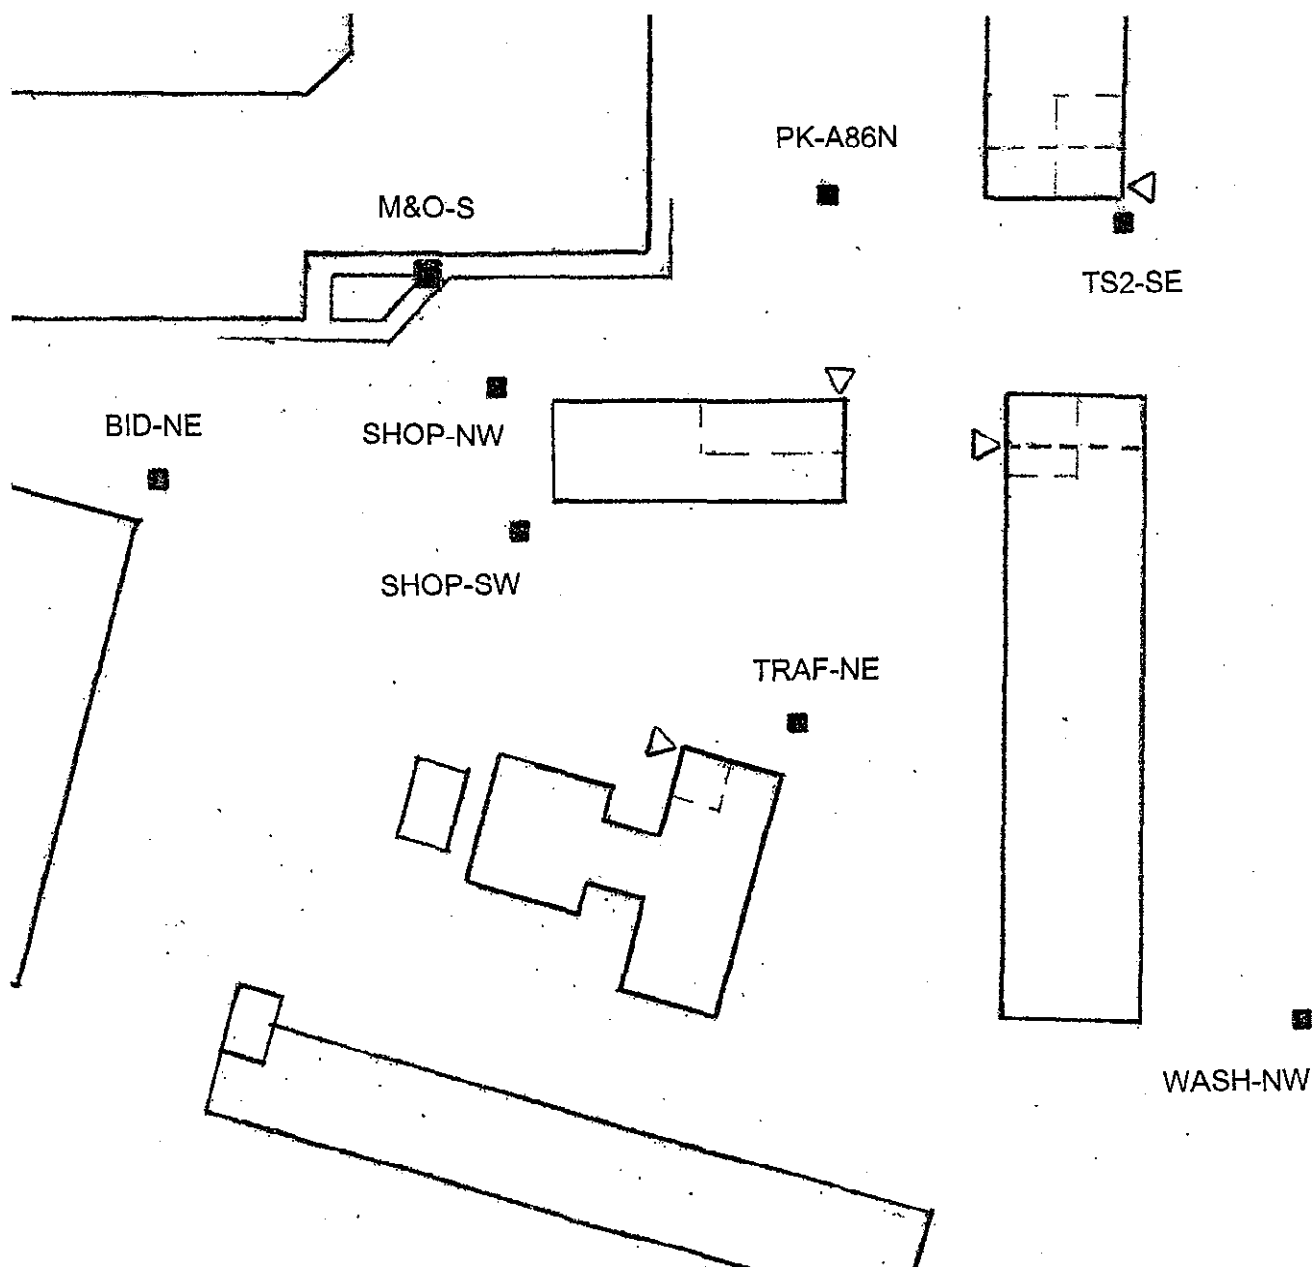 PK-A86N
M&O-S
TS2-SE
BID-NE
SHOP-NW
SHOP-SW
TRAF-NE
WASH-NW